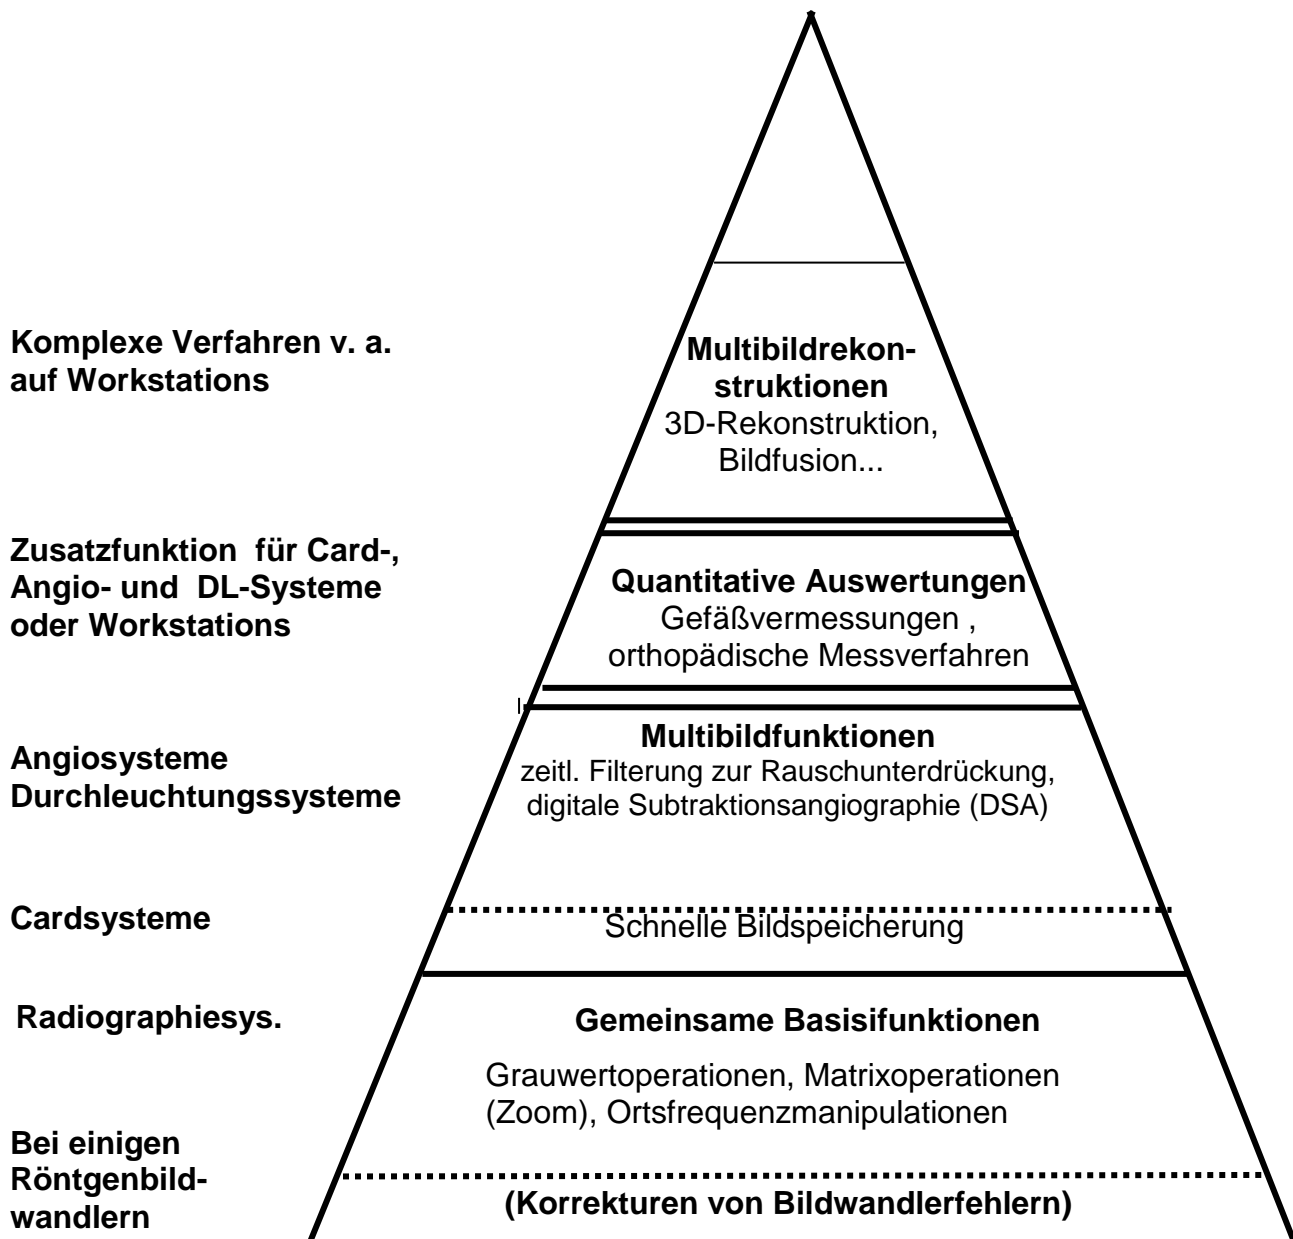 Komplexe Verfahren v. a.
auf Workstations
Multibildrekon-
struktionen
3D-Rekonstruktion,
Bildfusion...
Zusatzfunktion für Card-,
Angio- und DL-Systeme
oder Workstations
Quantitative Auswertungen
Gefäßvermessungen ,
orthopädische Messverfahren
Angiosysteme
Durchleuchtungssysteme
Multibildfunktionen
zeitl. Filterung zur Rauschunterdrückung,
digitale Subtraktionsangiographie (DSA)
Cardsysteme
Schnelle Bildspeicherung
Radiographiesys.
Gemeinsame Basisifunktionen
Grauwertoperationen, Matrixoperationen
(Zoom), Ortsfrequenzmanipulationen
Bei einigen
Röntgenbild-
wandlern
(Korrekturen von Bildwandlerfehlern)